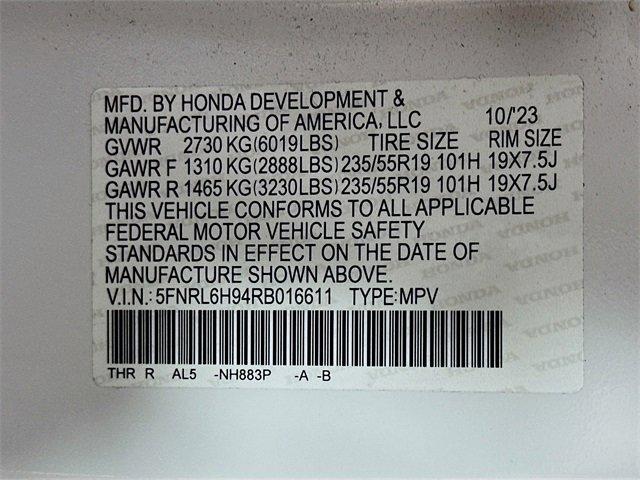 MFD. BY HONDA DEVELOPMENT &
MANUFACTURING OF AMERICA, LLC 10/'23
GVWR 2730 KG(6019LBS) TIRE SIZE RIM SIZE
GAWR F 1310 KG(2888LBS) 235/55R19 101H 19X7.5J
GAWR R 1465 KG(3230LBS) 235/55R19 101H 19X7.5J
THIS VEHICLE CONFORMS TO ALL APPLICABLE
FEDERAL MOTOR VEHICLE SAFETY
STANDARDS IN EFFECT ON THE DATE OF
MANUFACTURE SHOWN ABOVE.
V.I.N.: 5FNRL6H94RB016611 TYPE:MPV
THR R AL5 -NH883P -A -B